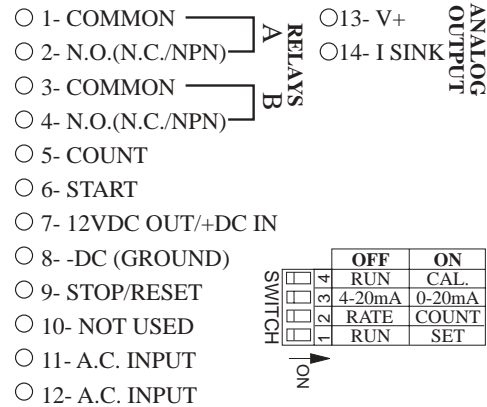 1- COMMON
2- N.O.(N.C./NPN)
3- COMMON
4- N.O.(N.C./NPN)
5- COUNT
6- START
7- 12VDC OUT/+DC IN
8- -DC (GROUND)
9- STOP/RESET
10- NOT USED
11- A.C. INPUT
12- A.C. INPUT
A
B
RELAYS
13- V+
14- I SINK
ANALOG
OUTPUT
OFF ON
4 RUN CAL.
3 4-20mA 0-20mA
2 RATE COUNT
1 RUN SET
SWITCH
ON